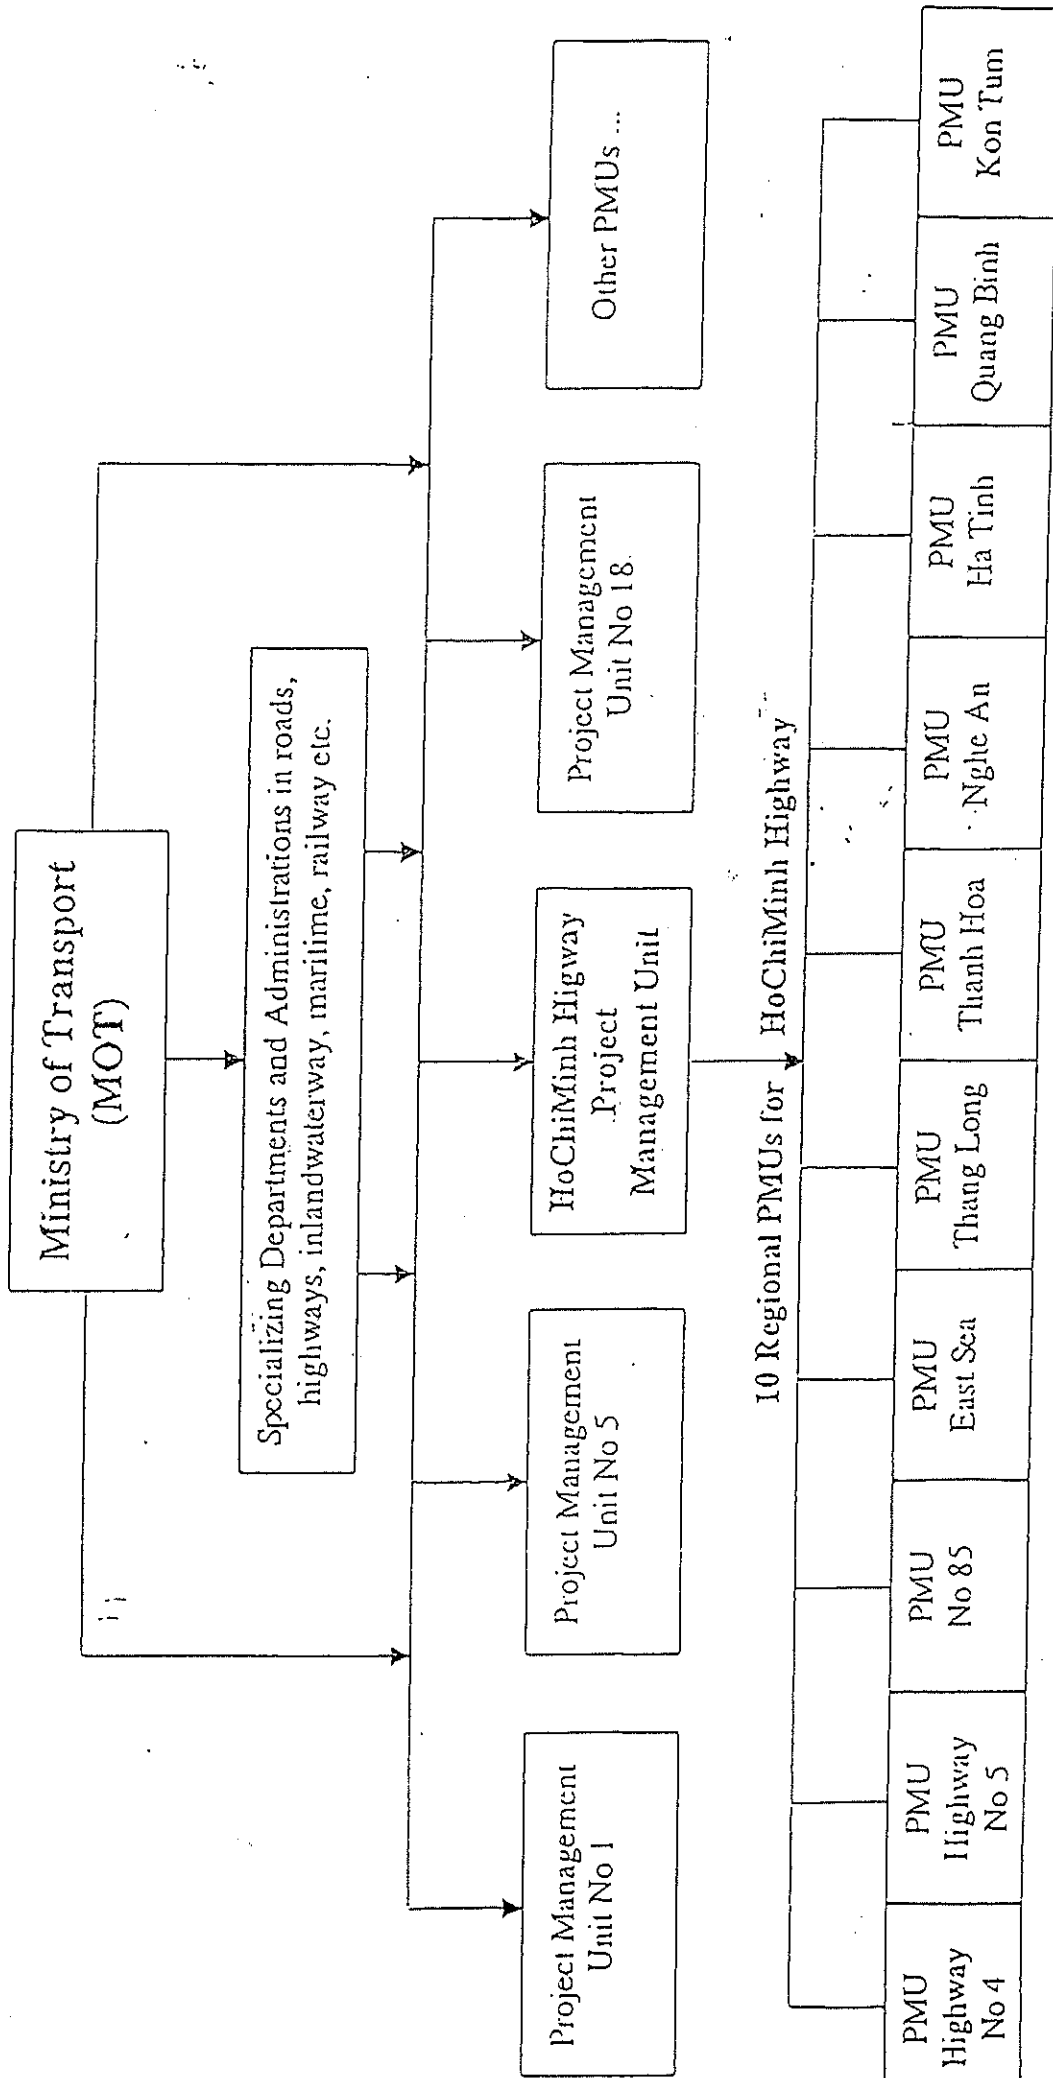 Ministry of Transport
(MOT)
Specializing Departments and Administrations in roads,
highways, inlandwaterway, maritime, railway etc.
Project Management
Unit No 1
Project Management
Unit No 5
HoChiMinh Higway
Project
Management Unit
Project Management
Unit No 18
Other PMUs ...
10 Regional PMUs for HoChiMinh Highway
PMU
Highway
No 4
PMU
Highway
No 5
PMU
No 85
PMU
East Sea
PMU
Thang Long
PMU
Thanh Hoa
PMU
Nghe An
PMU
Ha Tinh
PMU
Quang Binh
PMU
Kon Tum